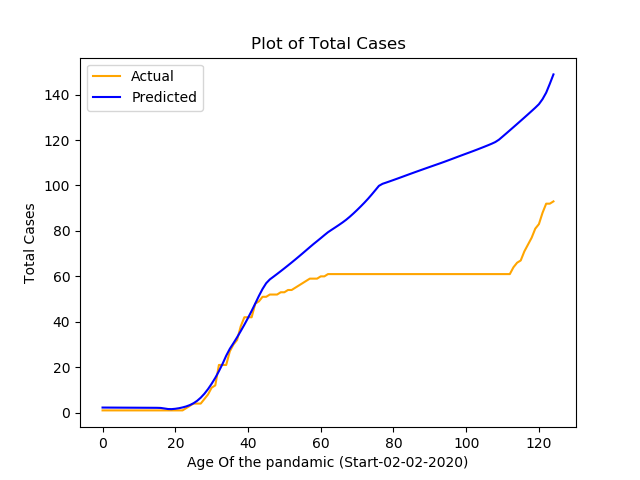 Plot of Total Cases
Actual
Predicted
140
120
100
80
60
40
20
0
Total Cases
0 20 40 60 80 100 120
Age Of the pandamic (Start-02-02-2020)